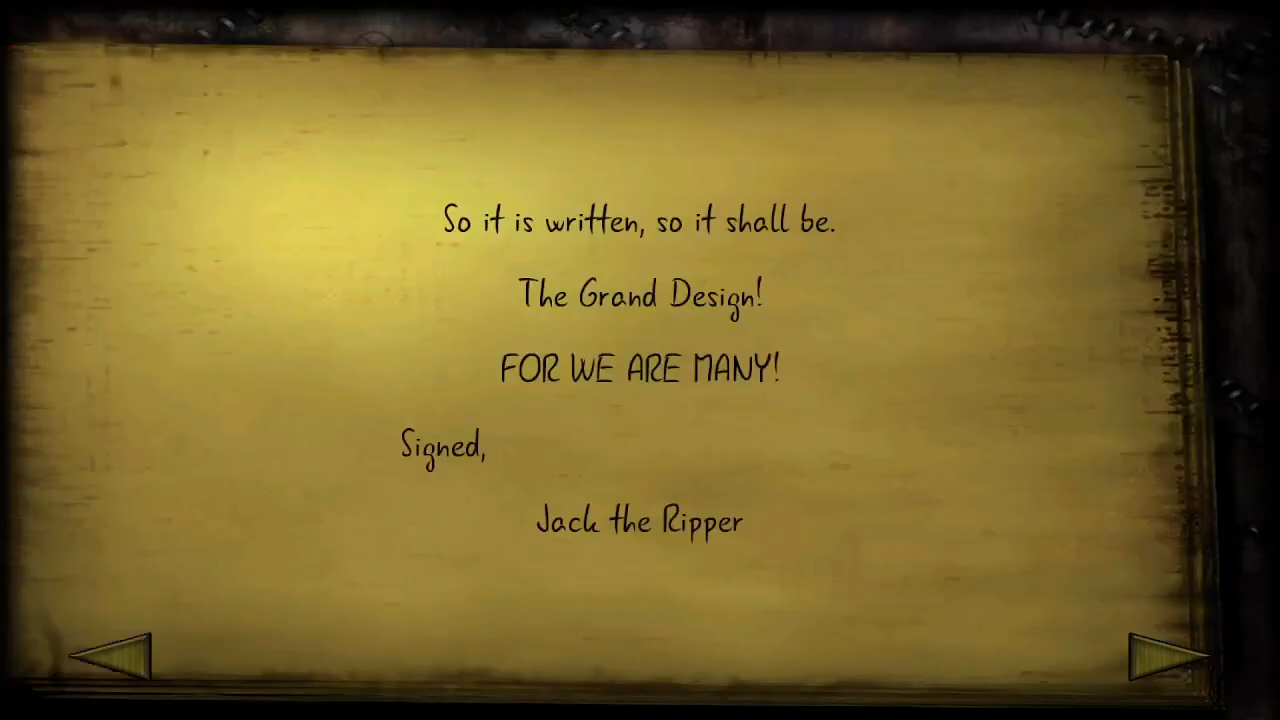 So it is written, so it shall be.
The Grand Design!
FOR WE ARE MANY!
Signed,
Jack the Ripper